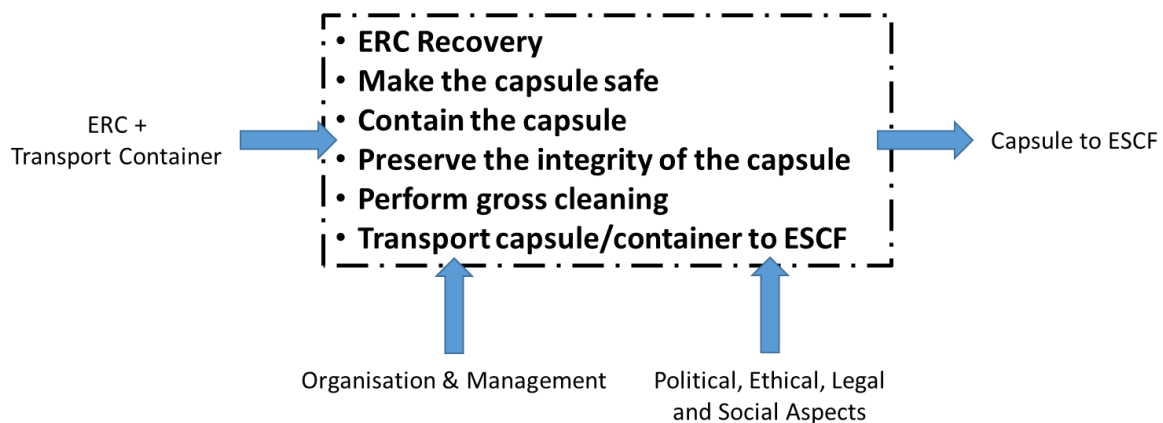 • ERC Recovery
• Make the capsule safe
• Contain the capsule
• Preserve the integrity of the capsule
• Perform gross cleaning
• Transport capsule/container to ESCF
ERC +
Transport Container
Capsule to ESCF
Organisation & Management
Political, Ethical, Legal
and Social Aspects